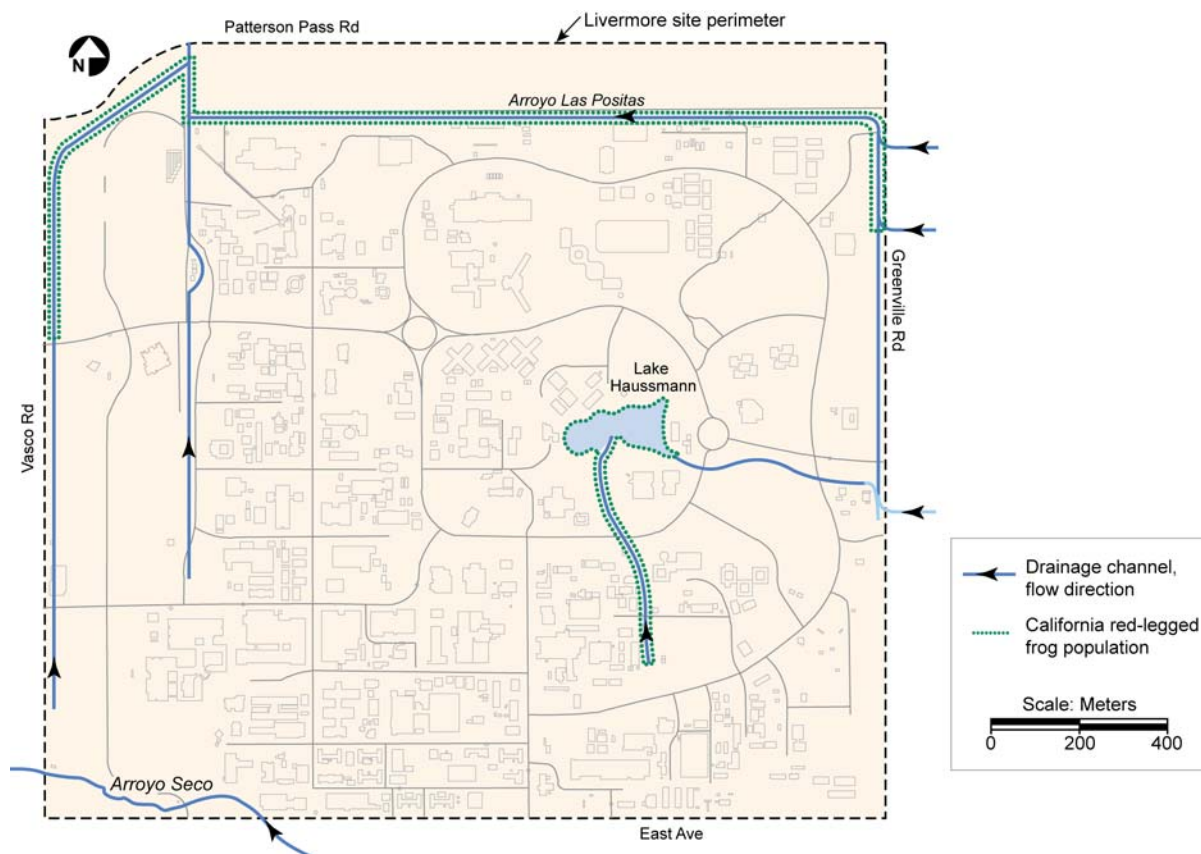 Livermore site perimeter
Patterson Pass Rd
N
Arroyo Las Positas
Greenville Rd
Lake
Haussmann
Vasco Rd
Drainage channel,
flow direction
California red-legged
frog population
Scale: Meters
0 200 400
Arroyo Seco
East Ave